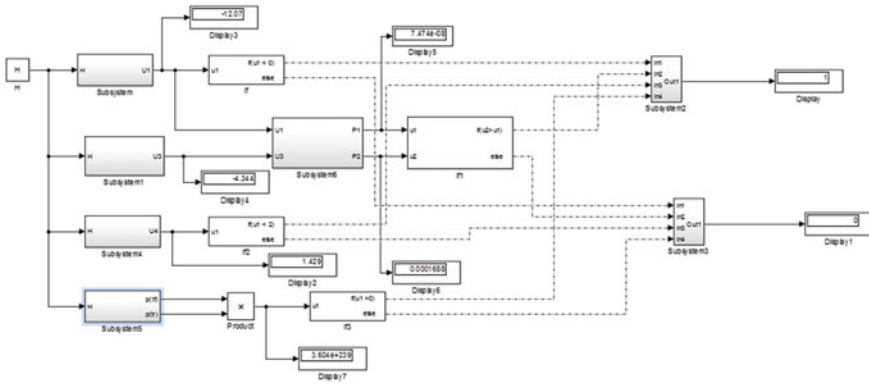 -12.07
Display3
7.474e-08
Display5
H
H
H
U1
Subsystem
u1
if(u1 < 0)
else
If
In1
In2
In3
In4
Out1
Subsystem2
1
Display
H
U3
Subsystem1
-4.344
Display4
U1
U3
P1
P2
Subsystem6
u1
u2
if(u2> u1)
else
If1
H
U4
Subsystem4
u1
if(u1 < 2)
else
If2
1.429
Display2
0.0001688
Display6
In1
In2
In3
In4
Out1
Subsystem3
0
Display1
H
Subsystem5
×
Product
u1
if(u1 >0)
else
If3
3.604e+239
Display7